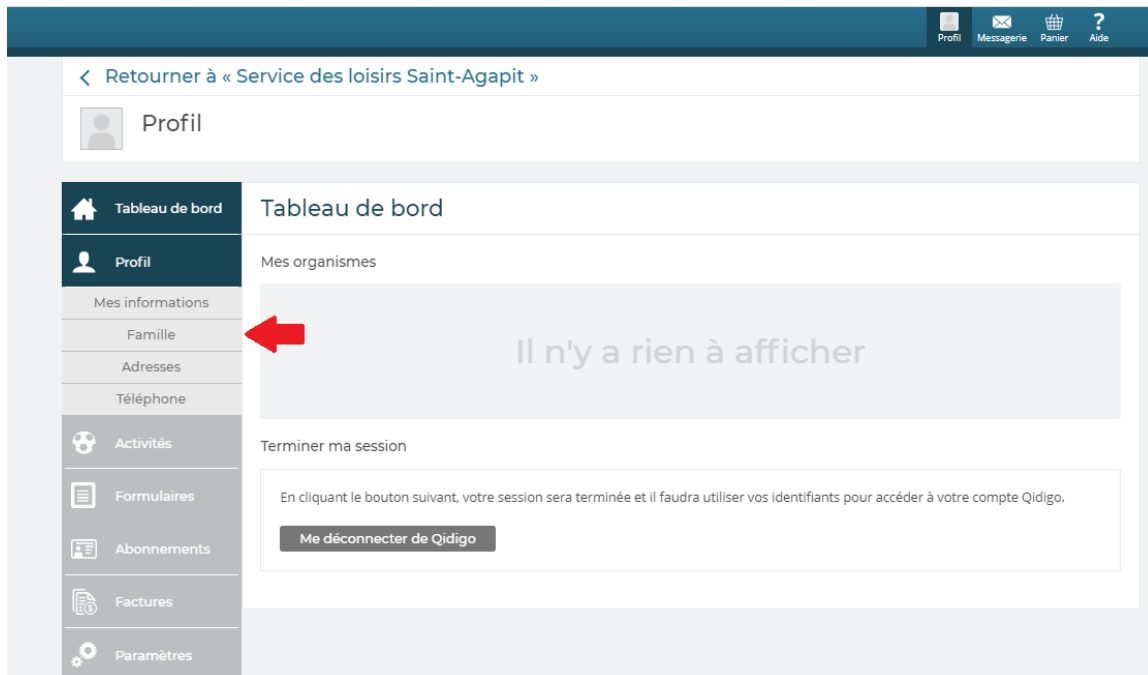 Profil
Messagerie
Panier
?
Aide
Retourner à « Service des loisirs Saint-Agapit »
Profil
Tableau de bord
Profil
Mes informations
Famille
Adresses
Téléphone
Activités
Formulaires
Abonnements
Factures
Paramètres
Tableau de bord
Mes organismes
Il n'y a rien à afficher
Terminer ma session
En cliquant le bouton suivant, votre session sera terminée et il faudra utiliser vos identifiants pour accéder à votre compte Qidigo.
Me déconnecter de Qidigo